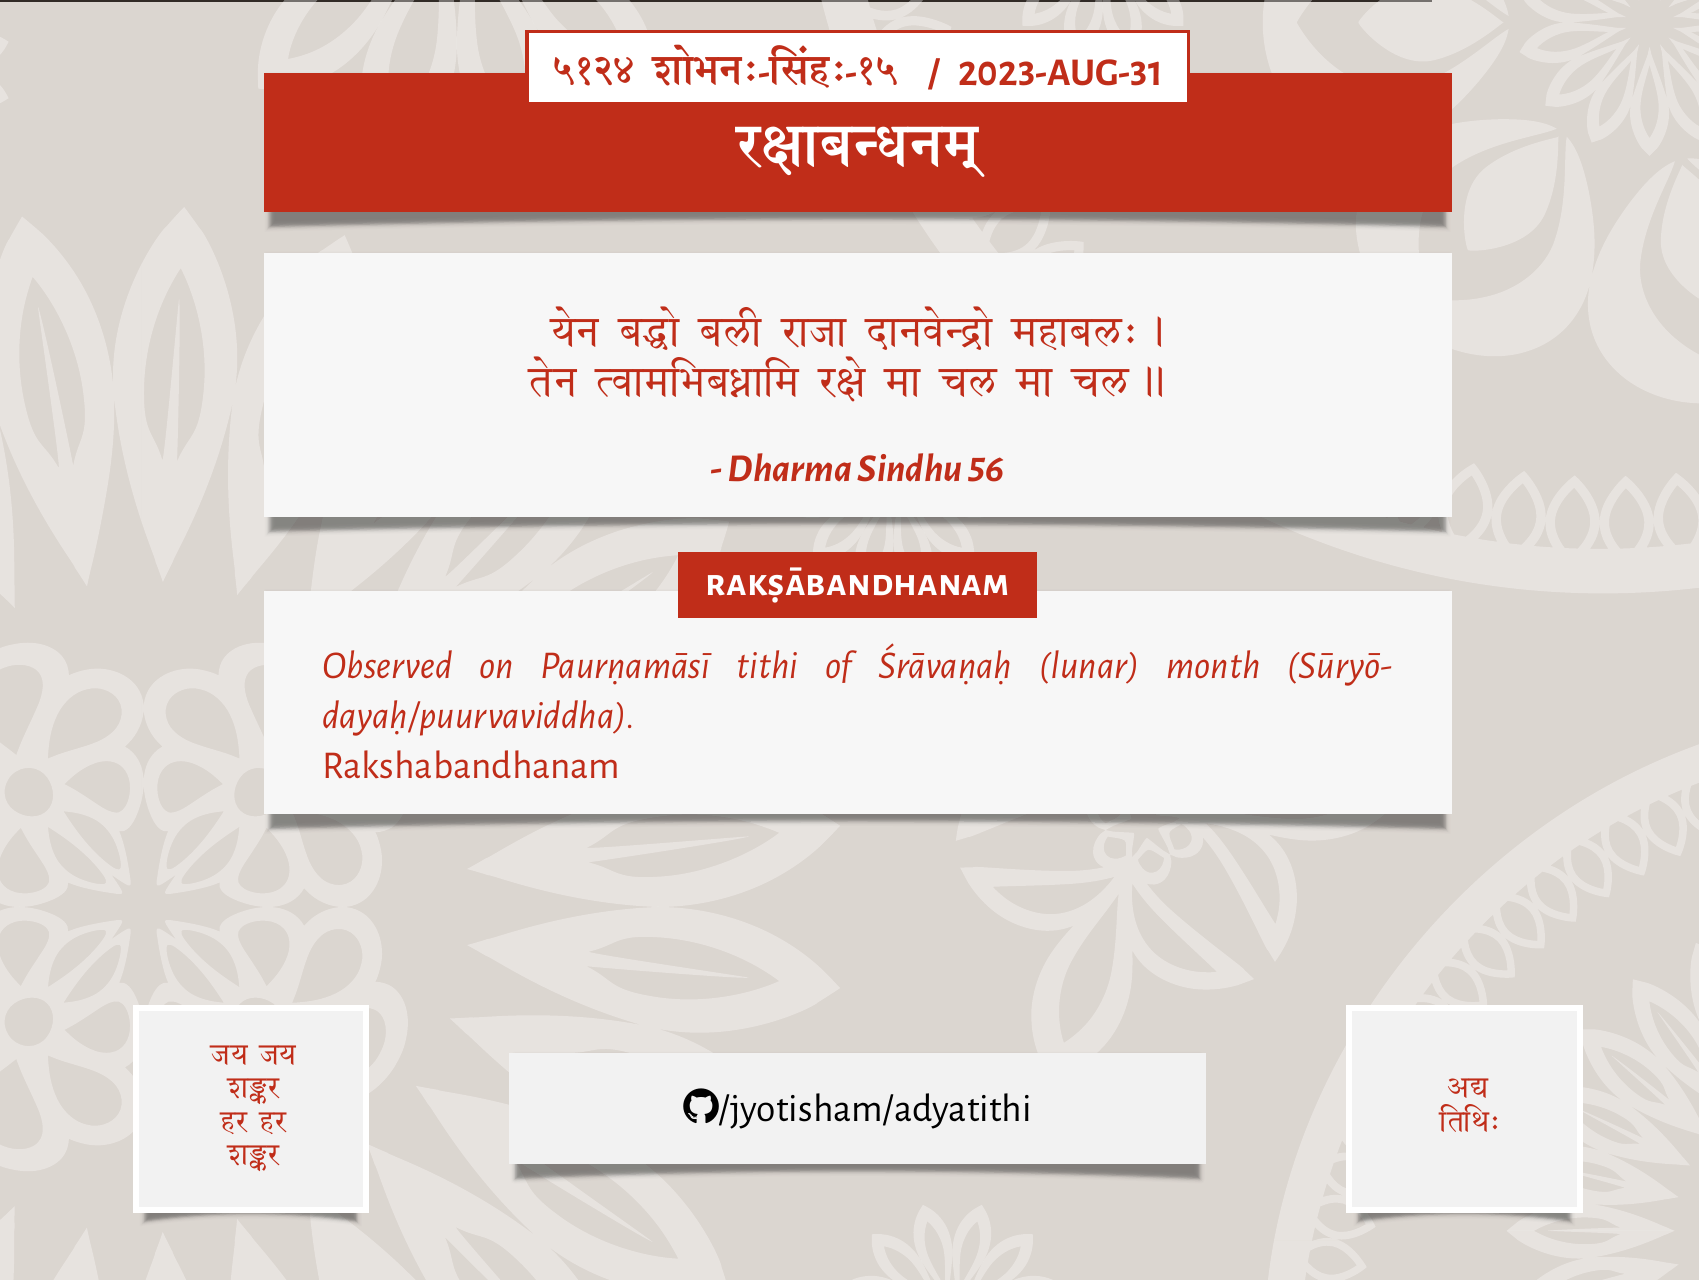 ५१२४ शोभनः-सिंहः-१५ / 2023-AUG-31
रक्षाबन्धनम्
येन बद्धो बली राजा दानवेन्द्रो महाबलः ।
तेन त्वामभिबध्नामि रक्षे मा चल मा चल ॥
- Dharma Sindhu 56
RAKṢĀBANDHANAM
Observed on Paurṇamāsī tithi of Śrāvaṇaḥ (lunar) month (Sūryō-
dayaḥ/puurvaviddha).
Rakshabandhanam
जय जय
शङ्कर
हर हर
शङ्कर
/jyotisham/adyatithi
अद्य
तिथिः